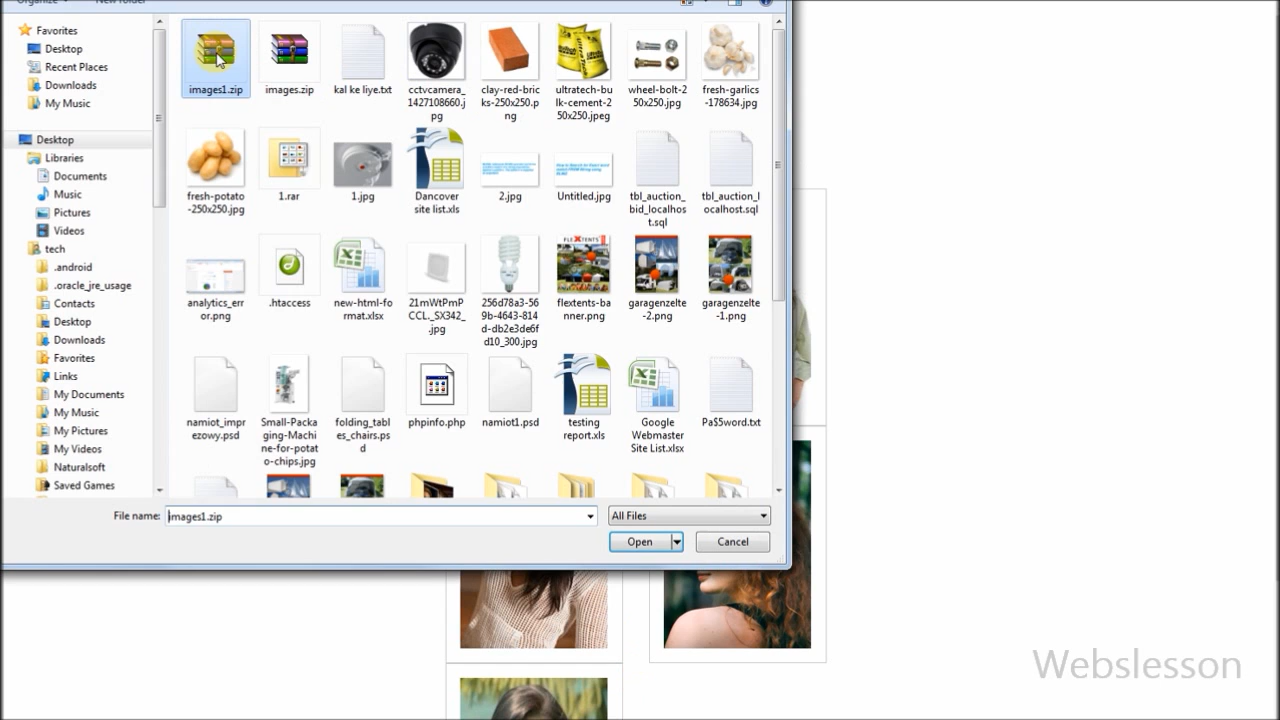 Organize
New folder
Favorites
Desktop
Recent Places
Downloads
My Music
Desktop
Libraries
Documents
Music
Pictures
Videos
tech
.android
.oracle_jre_usage
Contacts
Desktop
Downloads
Favorites
Links
My Documents
My Music
My Pictures
My Videos
Naturalsoft
Saved Games
images1.zip
images.zip
kal ke liye.txt
cctvcamera_
1427108660.j
pg
clay-red-bric
ks-250x250.p
ng
ultratech-bu
lk-cement-2
50x250.jpeg
wheel-bolt-2
50x250.jpg
fresh-garlics
-178634.jpg
fresh-potato
-250x250.jpg
1.rar
1.jpg
Dancover
site list.xls
2.jpg
Untitled.jpg
tbl_auction_
bid_localhos
t.sql
tbl_auction_l
ocalhost.sql
analytics_err
or.png
.htaccess
new-html-fo
rmat.xlsx
21mWtPmP
CCL._SX342_
.jpg
256d78a3-56
9b-4643-814
d-db2e3de6f
d10_300.jpg
FLEXTENTS
flextents-ba
nner.png
garagenzelte
-2.png
garagenzelte
-1.png
namiot_impr
ezowy.psd
Small-Packa
ging-Machi
ne-for-potat
o-chips.jpg
folding_tabl
es_chairs.ps
d
phpinfo.php
namiot1.psd
testing
report.xls
Google
Webmaster
Site List.xlsx
Pa$5word.txt
File name:
images1.zip
All Files
Open
Cancel
Webslesson